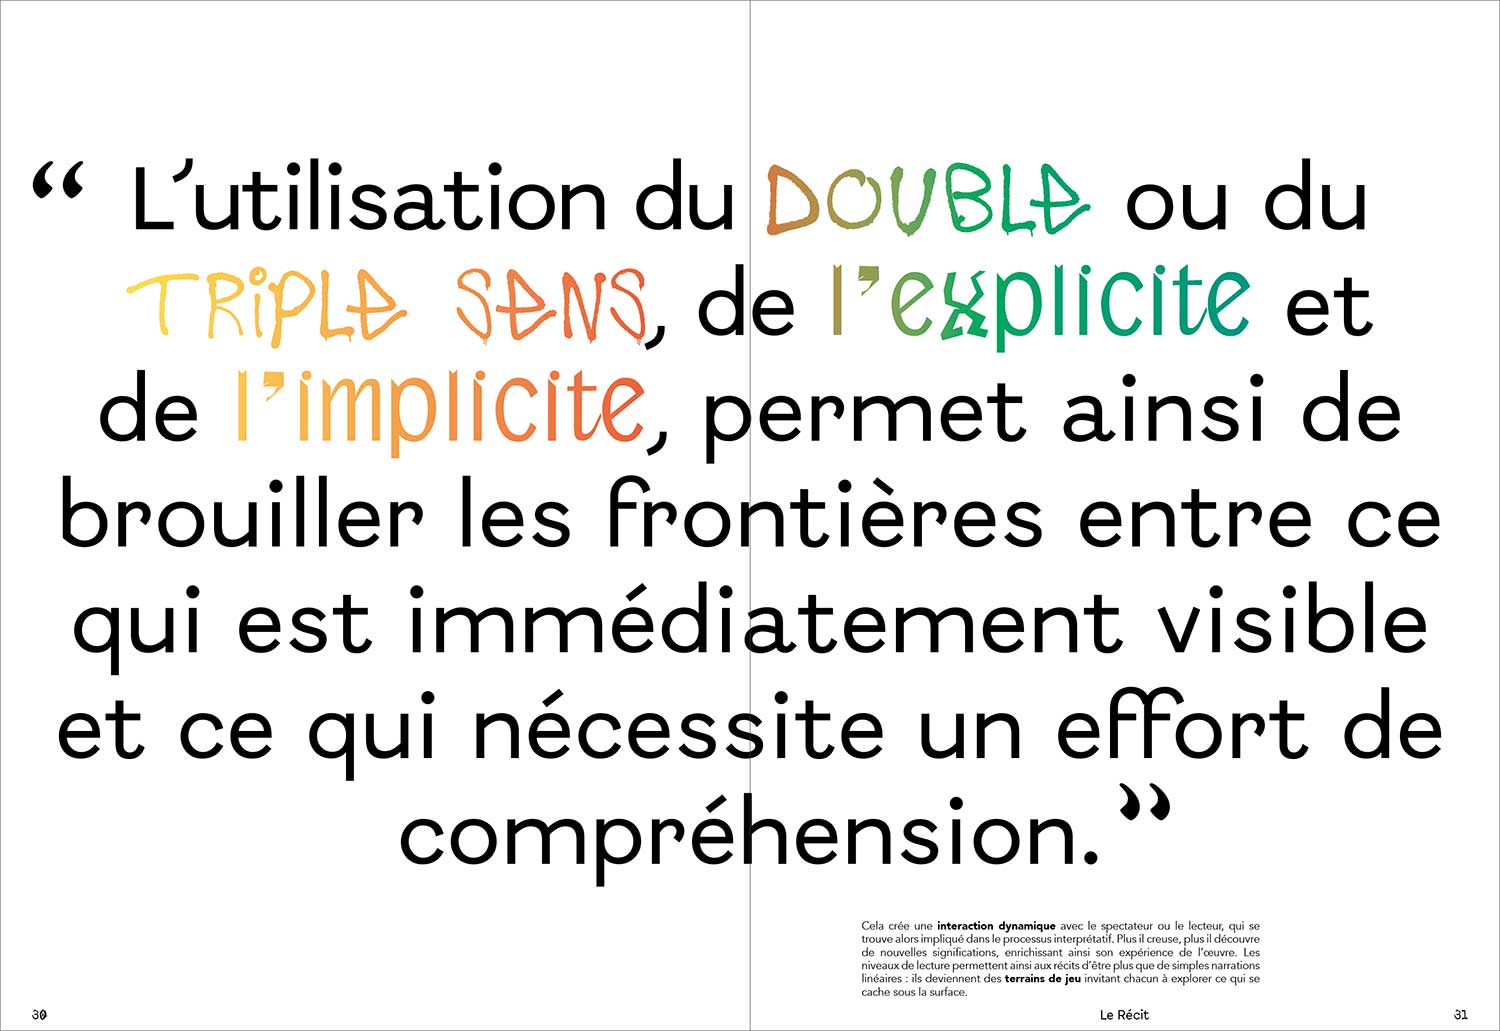 “ L’utilisation du DOUBLE ou du
TRiPLE SENS, de l’explicite et
de l’implicite, permet ainsi de
brouiller les frontières entre ce
qui est immédiatement visible
et ce qui nécessite un effort de
compréhension.”
Cela crée une interaction dynamique avec le spectateur ou le lecteur, qui se
trouve alors impliqué dans le processus interprétatif. Plus il creuse, plus il découvre
de nouvelles significations, enrichissant ainsi son expérience de l’œuvre. Les
niveaux de lecture permettent ainsi aux récits d’être plus que de simples narrations
linéaires : ils deviennent des terrains de jeu invitant chacun à explorer ce qui se
cache sous la surface.
30
Le Récit
31